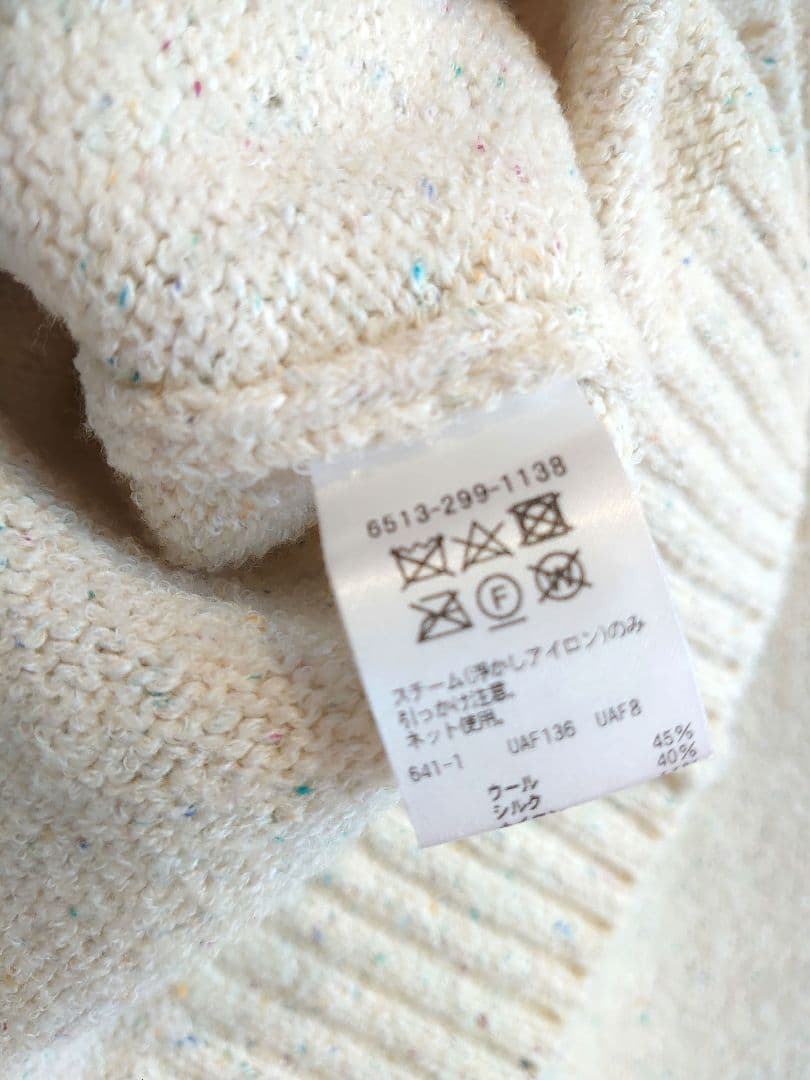 6513-299-1138
F W
スチーム(浮かしアイロン)のみ
引っかけ注意。
ネット使用。
641-1 UAF136 UAF8
ウール 45%
シルク 40%